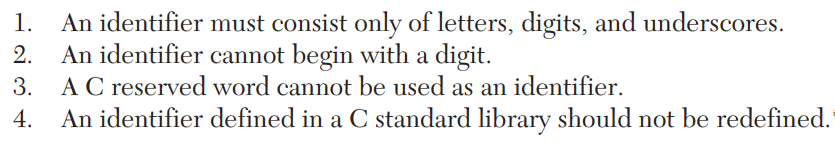 1. An identifier must consist only of letters, digits, and underscores.
2. An identifier cannot begin with a digit.
3. A C reserved word cannot be used as an identifier.
4. An identifier defined in a C standard library should not be redefined.